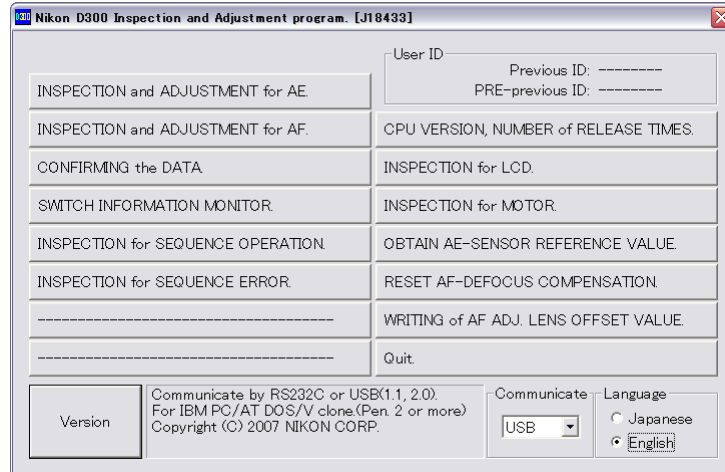 Nikon D300 Inspection and Adjustment program. [J18433]
User ID
Previous ID: --------
PRE-previous ID: --------
INSPECTION and ADJUSTMENT for AE.
INSPECTION and ADJUSTMENT for AF.
CONFIRMING the DATA.
SWITCH INFORMATION MONITOR.
INSPECTION for SEQUENCE OPERATION.
INSPECTION for SEQUENCE ERROR.
-------------------------------------
-------------------------------------
CPU VERSION, NUMBER of RELEASE TIMES.
INSPECTION for LCD.
INSPECTION for MOTOR.
OBTAIN AE-SENSOR REFERENCE VALUE.
RESET AF-DEFOCUS COMPENSATION.
WRITING of AF ADJ. LENS OFFSET VALUE.
Quit.
Version
Communicate by RS232C or USB(1.1, 2.0).
For IBM PC/AT DOS/V clone.(Pen. 2 or more)
Copyright (C) 2007 NIKON CORP.
Communicate
USB
Language
Japanese
English